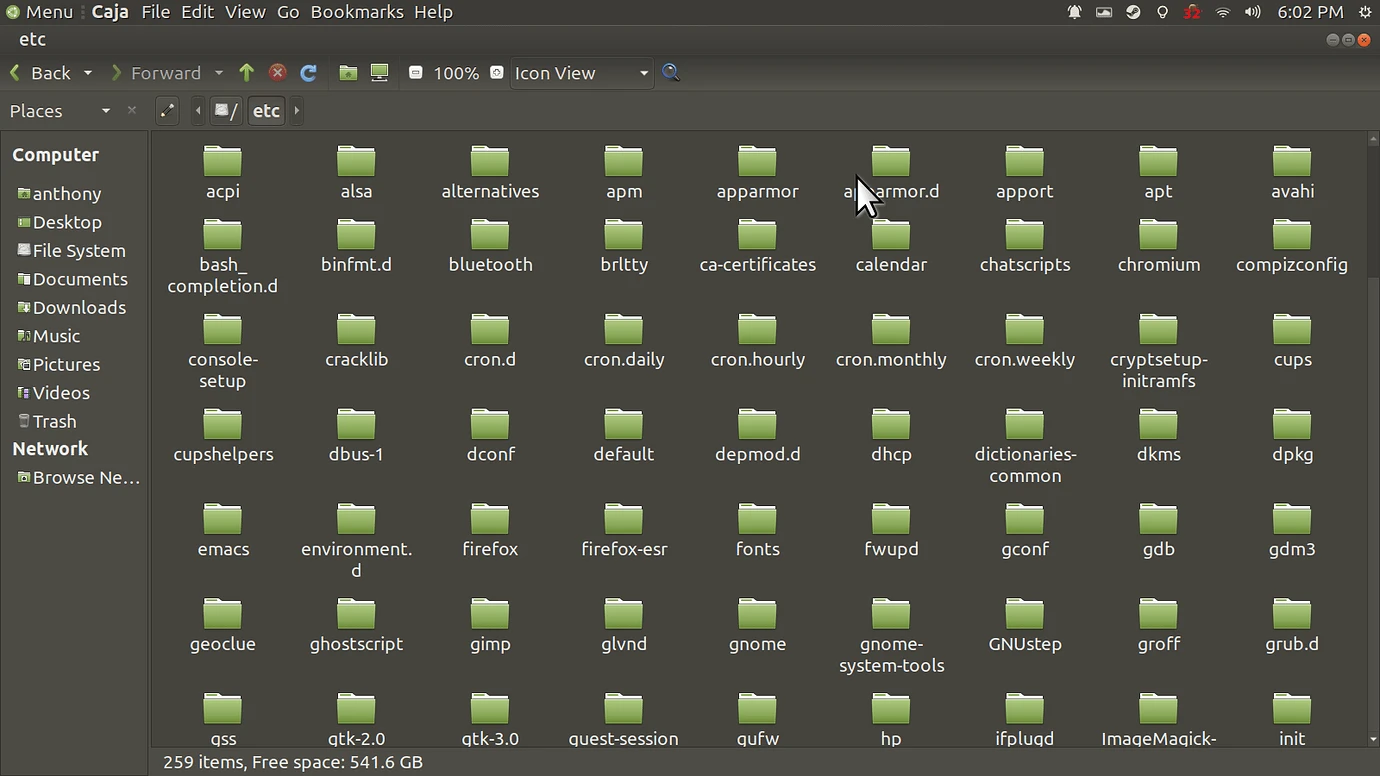 Menu Caja File Edit View Go Bookmarks Help 32 6:02 PM
etc
Back Forward 100% Icon View
Places / etc
Computer
anthony
Desktop
File System
Documents
Downloads
Music
Pictures
Videos
Trash
Network
Browse Ne...
acpi alsa alternatives apm apparmor apparmor.d apport apt avahi
bash_
completion.d
binfmt.d bluetooth brltty ca-certificates calendar chatscripts chromium compizconfig
console-
setup
cracklib cron.d cron.daily cron.hourly cron.monthly cron.weekly
cryptsetup-
initramfs
cups
cupshelpers dbus-1 dconf default depmod.d dhcp
dictionaries-
common
dkms dpkg
emacs
environment.
d
firefox firefox-esr fonts fwupd gconf gdb gdm3
geoclue ghostscript gimp glvnd gnome
gnome-
system-tools
GNUstep groff grub.d
gss gtk-2.0 gtk-3.0 guest-session gufw hp ifplugd ImageMagick- init
259 items, Free space: 541.6 GB